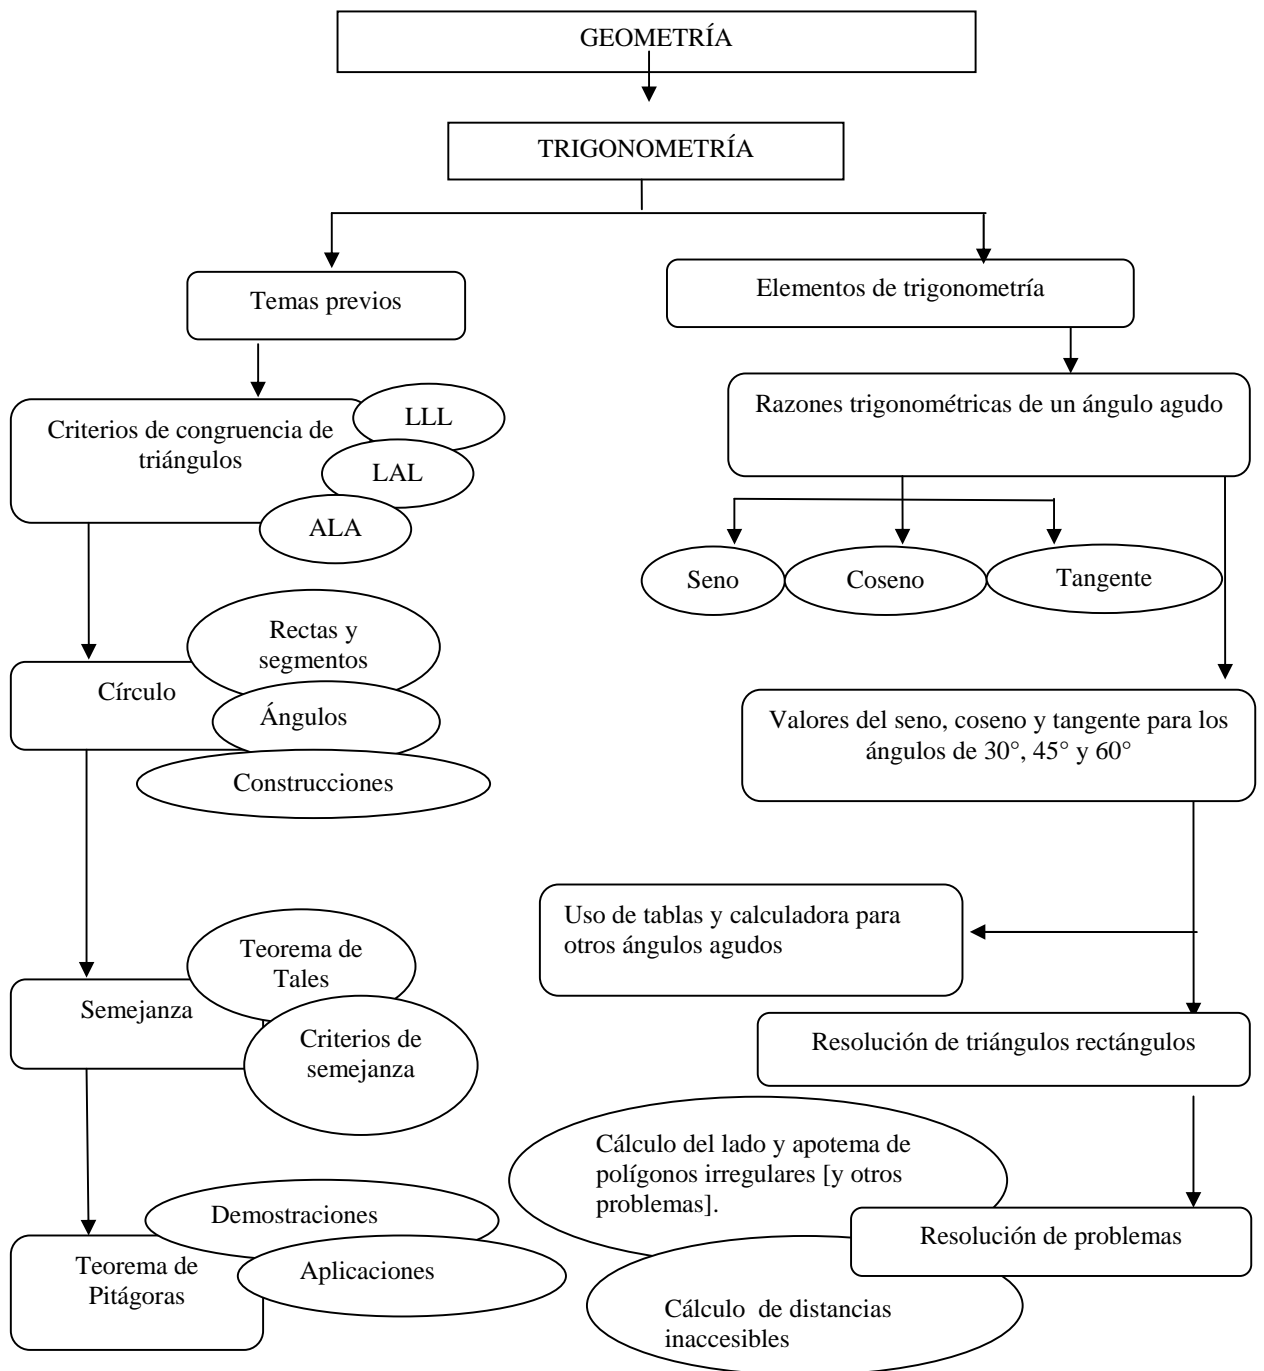 GEOMETRÍA
TRIGONOMETRÍA
Temas previos
Elementos de trigonometría
Criterios de congruencia de
triángulos
LLL
LAL
ALA
Razones trigonométricas de un ángulo agudo
Seno
Coseno
Tangente
Círculo
Rectas y
segmentos
Ángulos
Construcciones
Valores del seno, coseno y tangente para los
ángulos de 30°, 45° y 60°
Uso de tablas y calculadora para
otros ángulos agudos
Semejanza
Teorema de
Tales
Criterios de
semejanza
Resolución de triángulos rectángulos
Cálculo del lado y apotema de
polígonos irregulares [y otros
problemas].
Resolución de problemas
Cálculo de distancias
inaccesibles
Teorema de
Pitágoras
Demostraciones
Aplicaciones